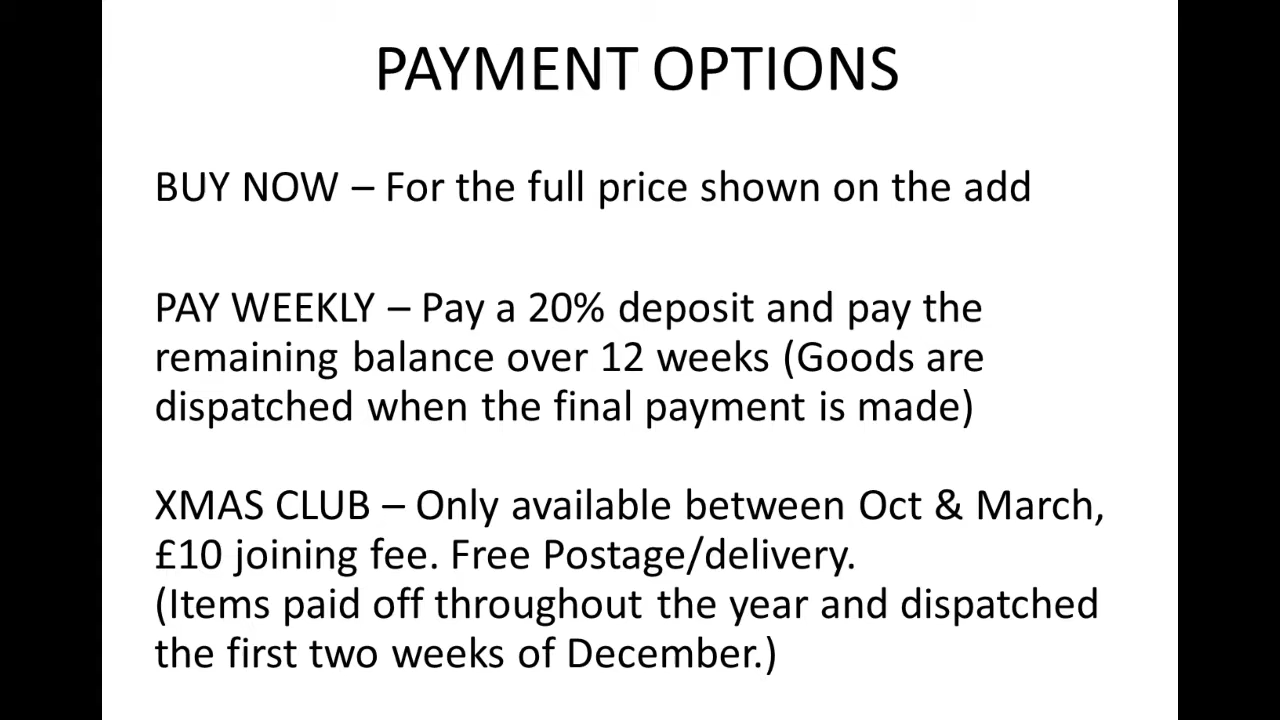 PAYMENT OPTIONS
BUY NOW – For the full price shown on the add
PAY WEEKLY – Pay a 20% deposit and pay the
remaining balance over 12 weeks (Goods are
dispatched when the final payment is made)
XMAS CLUB – Only available between Oct & March,
£10 joining fee. Free Postage/delivery.
(Items paid off throughout the year and dispatched
the first two weeks of December.)